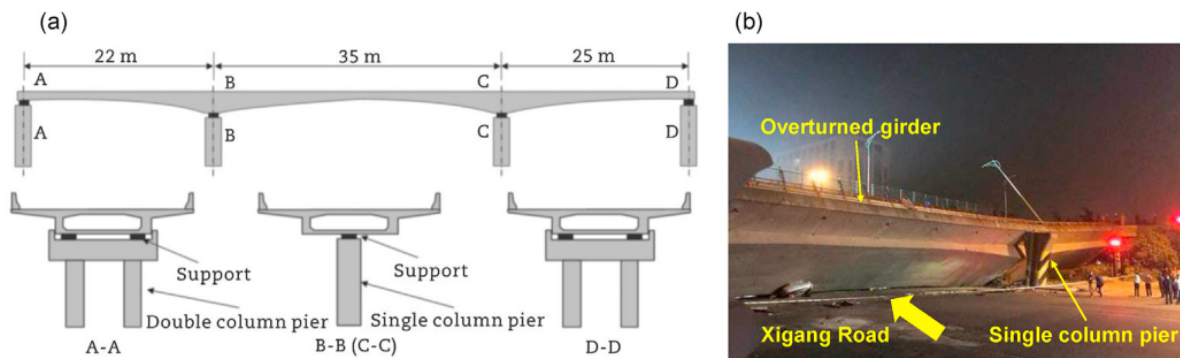 (a)
22 m
35 m
25 m
A
B
C
D
A
B
C
D
Support
Double column pier
A-A
Support
Single column pier
B-B (C-C)
D-D
(b)
Overturned girder
Xigang Road
Single column pier